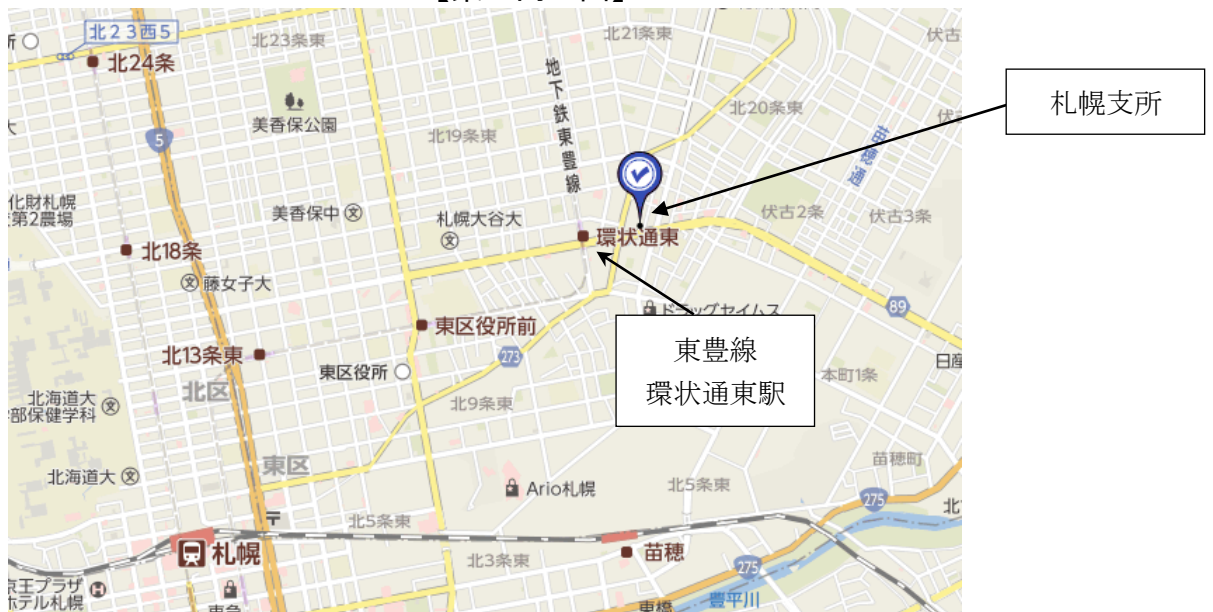 北23西5
北23条東
北21条東
伏古
北24条
地下鉄東豊線
札幌支所
美香保公園
北20条東
5
北19条東
苗穂通
化財札幌
第2農場
美香保中
札幌大谷大
伏古2条
伏古3条
環状通東
北18条
藤女子大
ドラッグセイムス
89
東区役所前
東豊線
環状通東駅
北13条東
273
東区役所
本町1条
日産
北区
北海道大
部保健学科
北9条東
東区
苗穂町
北海道大
Ario札幌
北5条東
275
北5条東
札幌
北3条東
苗穂
275
京王プラザ
ホテル札幌
豊平川